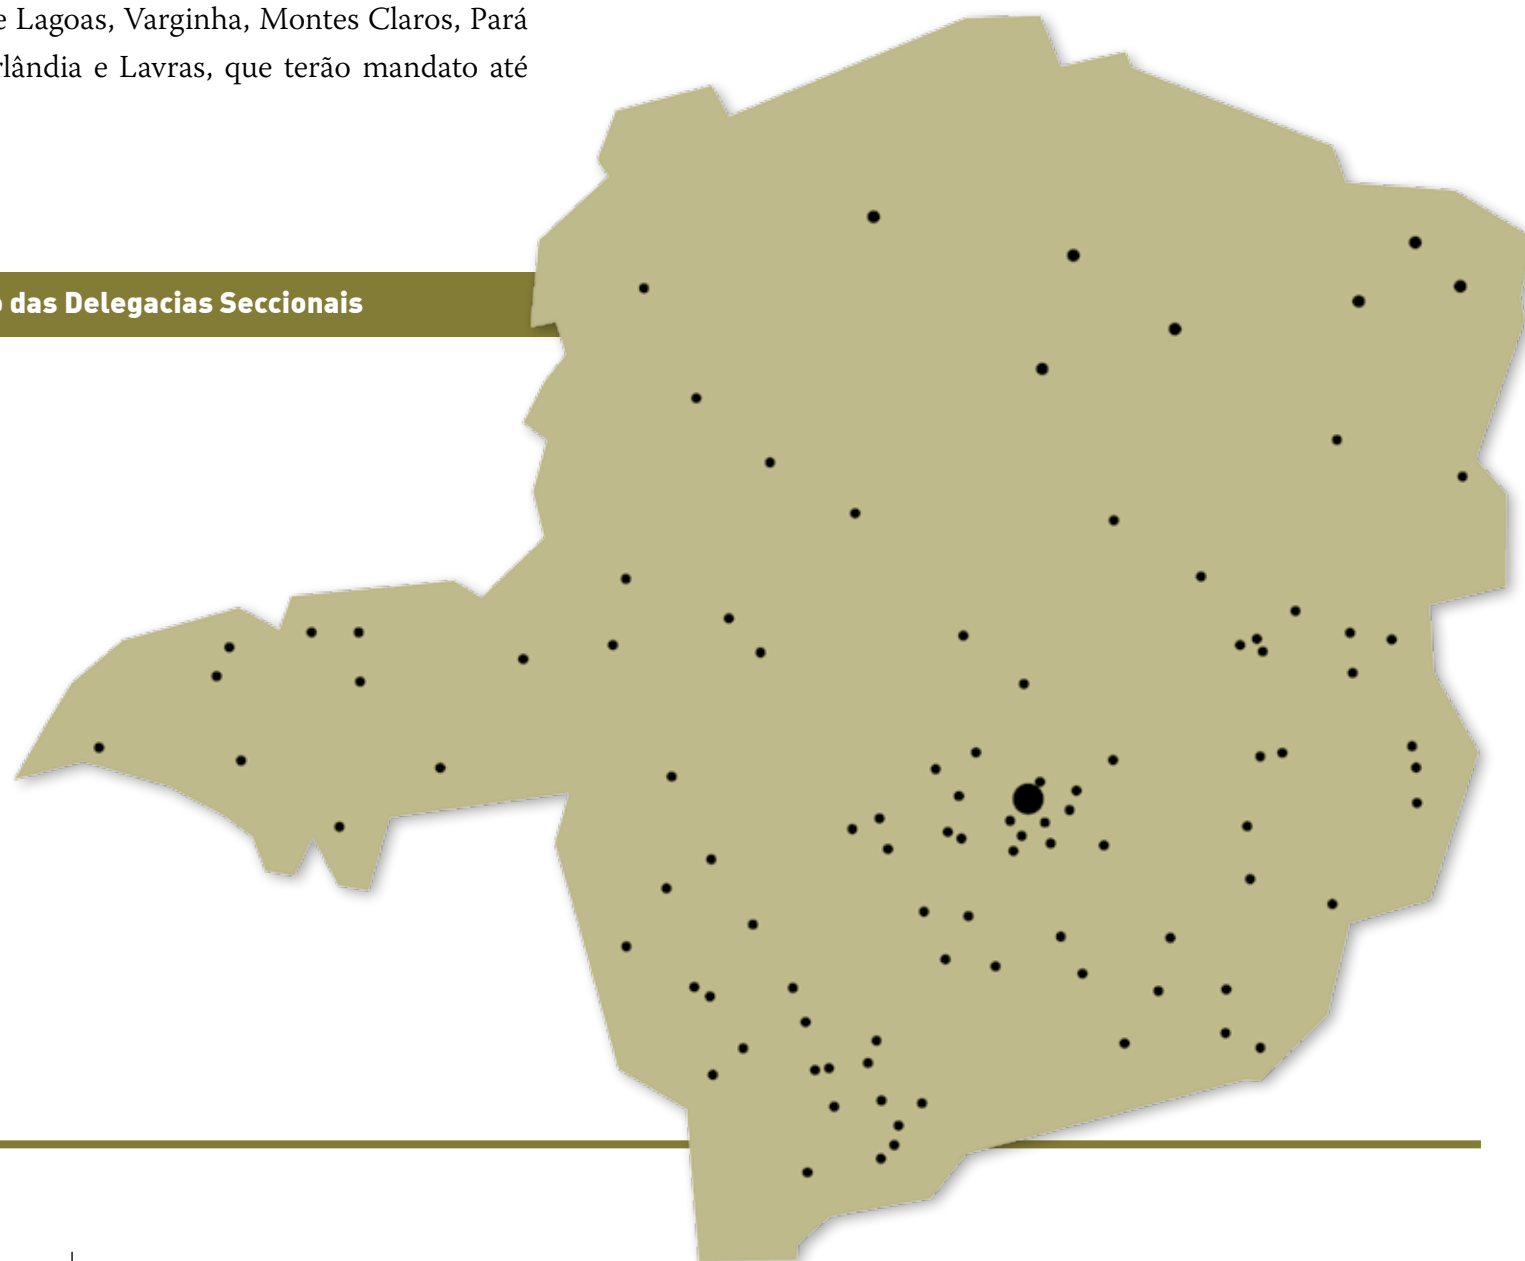 e Lagoas, Varginha, Montes Claros, Pará
rlândia e Lavras, que terão mandato até
o das Delegacias Seccionais